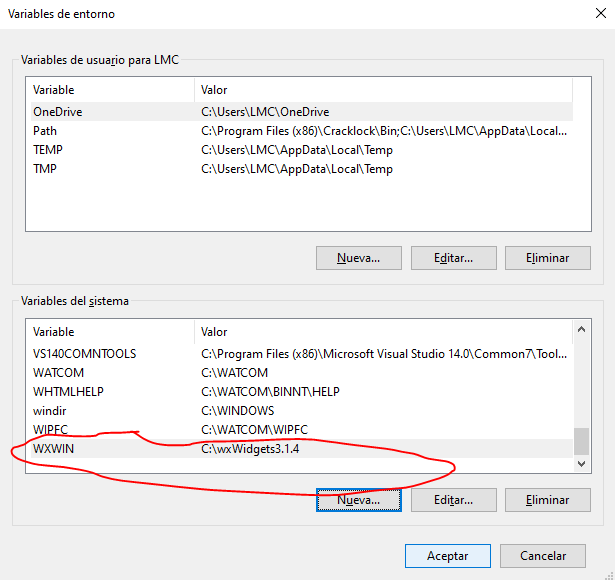 Variables de entorno
Variables de usuario para LMC
Variable Valor
OneDrive C:\Users\LMC\OneDrive
Path C:\Program Files (x86)\Cracklock\Bin;C:\Users\LMC\AppData\Local...
TEMP C:\Users\LMC\AppData\Local\Temp
TMP C:\Users\LMC\AppData\Local\Temp
Nueva... Editar... Eliminar
Variables del sistema
Variable Valor
VS140COMNTOOLS C:\Program Files (x86)\Microsoft Visual Studio 14.0\Common7\Tool...
WATCOM C:\WATCOM
WHTMLHELP C:\WATCOM\BINNT\HELP
windir C:\WINDOWS
WIPFC C:\WATCOM\WIPFC
WXWIN C:\wxWidgets3.1.4
Nueva... Editar... Eliminar
Aceptar Cancelar